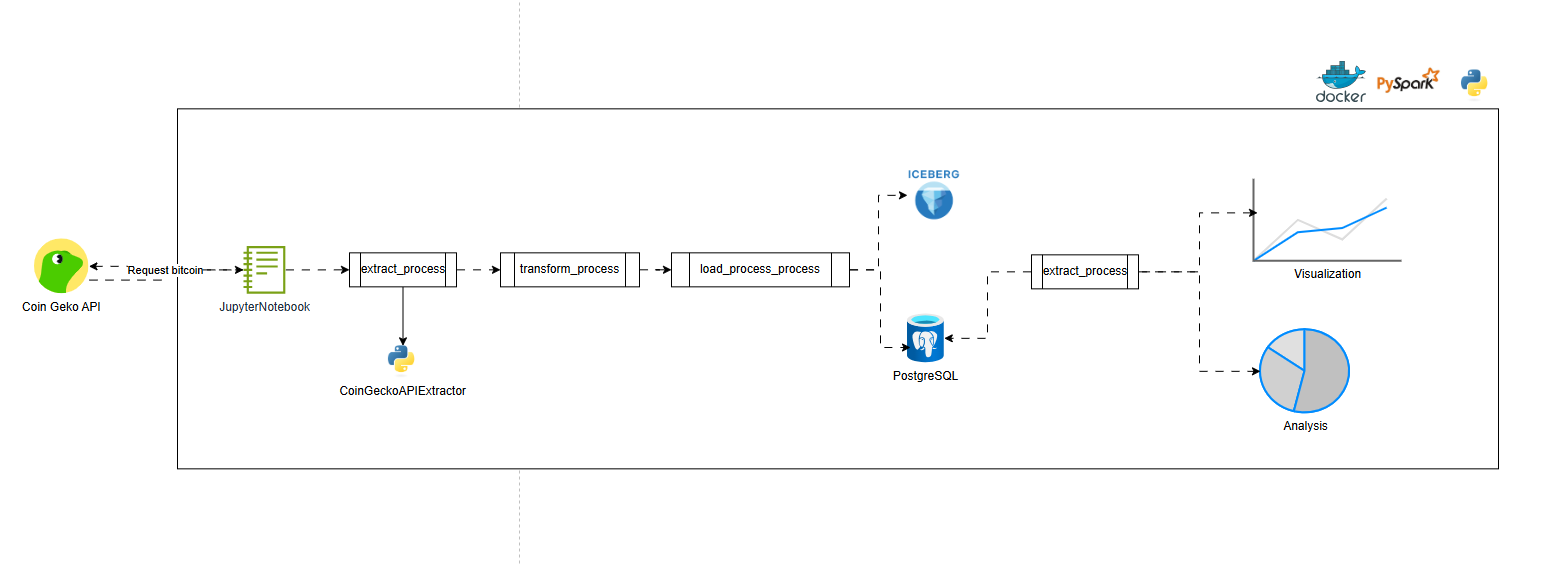 docker
PySpark
ICEBERG
Request bitcoin
extract_process
transform_process
load_process_process
extract_process
Visualization
Coin Geko API
JupyterNotebook
PostgreSQL
CoinGeckoAPIExtractor
Analysis